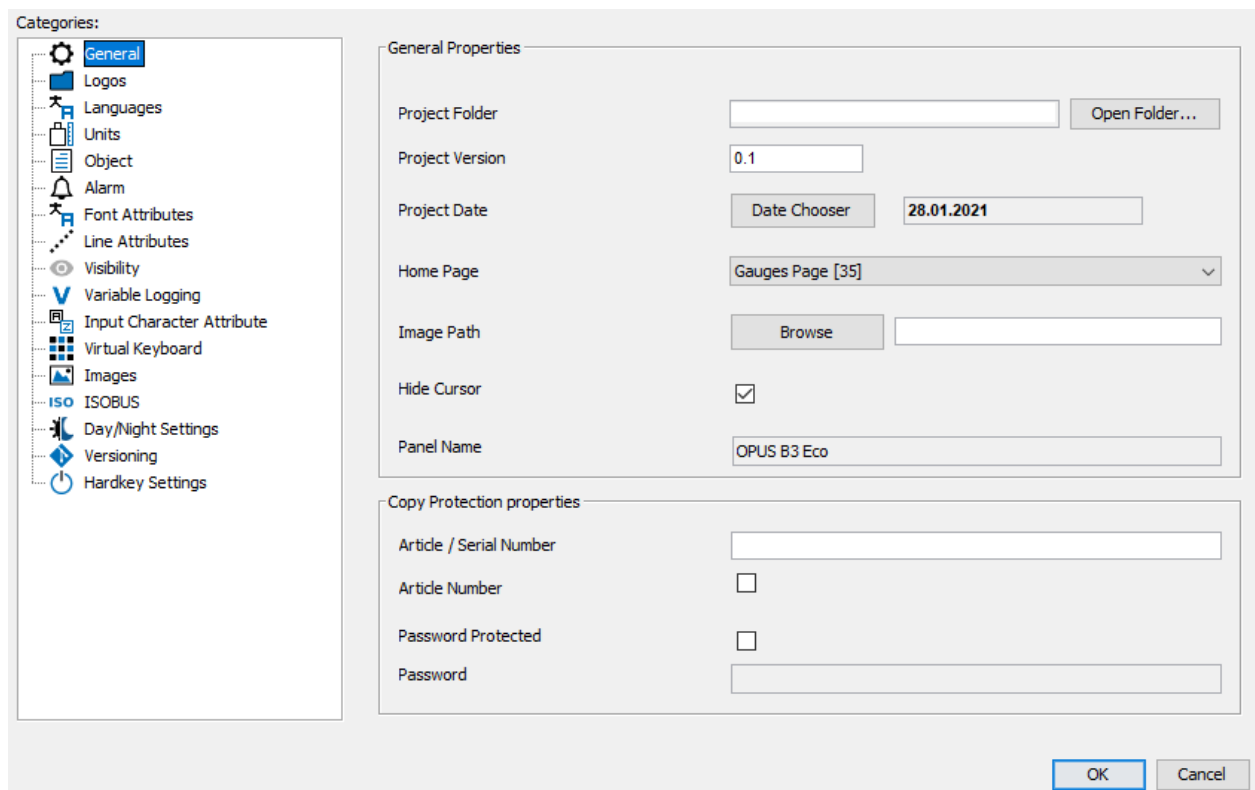 Categories:
General
Logos
Languages
Units
Object
Alarm
Font Attributes
Line Attributes
Visibility
Variable Logging
Input Character Attribute
Virtual Keyboard
Images
ISO ISOBUS
Day/Night Settings
Versioning
Hardkey Settings
General Properties
Project Folder Open Folder...
Project Version 0.1
Project Date Date Chooser 28.01.2021
Home Page Gauges Page [35]
Image Path Browse
Hide Cursor
Panel Name OPUS B3 Eco
Copy Protection properties
Article / Serial Number
Article Number
Password Protected
Password
OK Cancel